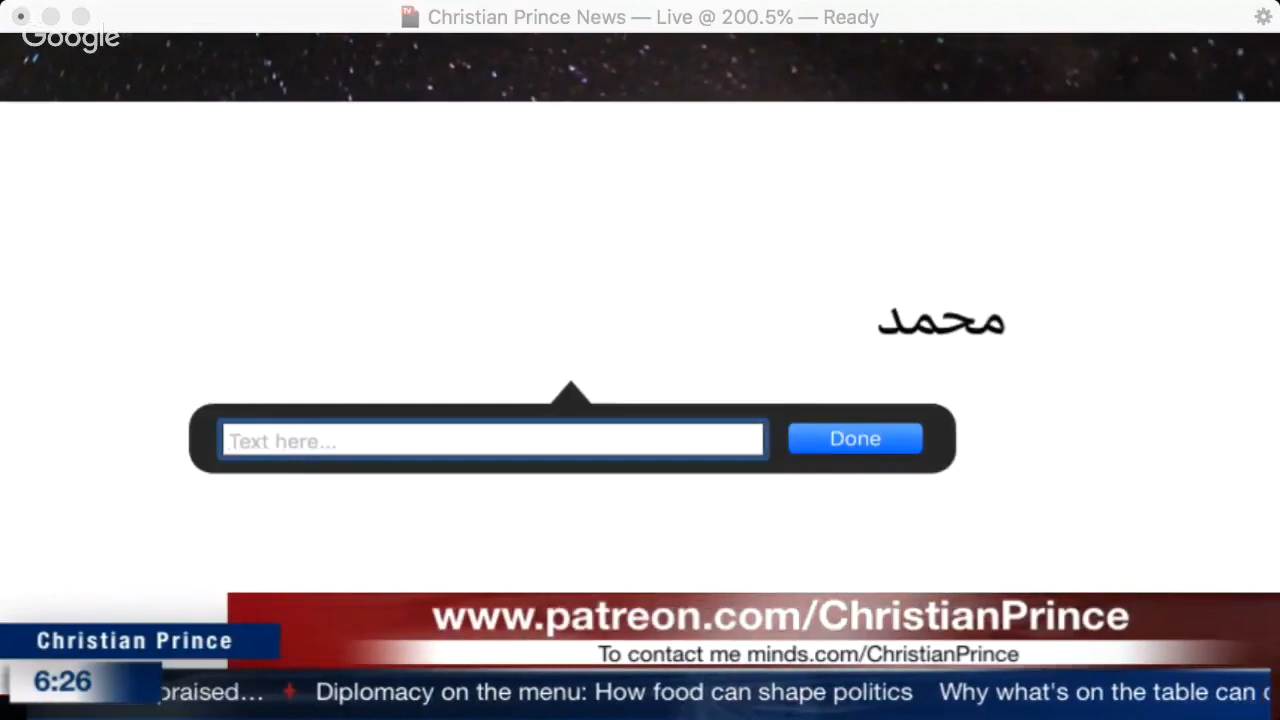 Christian Prince News — Live @ 200.5% — Ready
Google
محمد
Text here...
Done
www.patreon.com/ChristianPrince
To contact me minds.com/ChristianPrince
Christian Prince
6:26
praised... Diplomacy on the menu: How food can shape politics Why what's on the table can